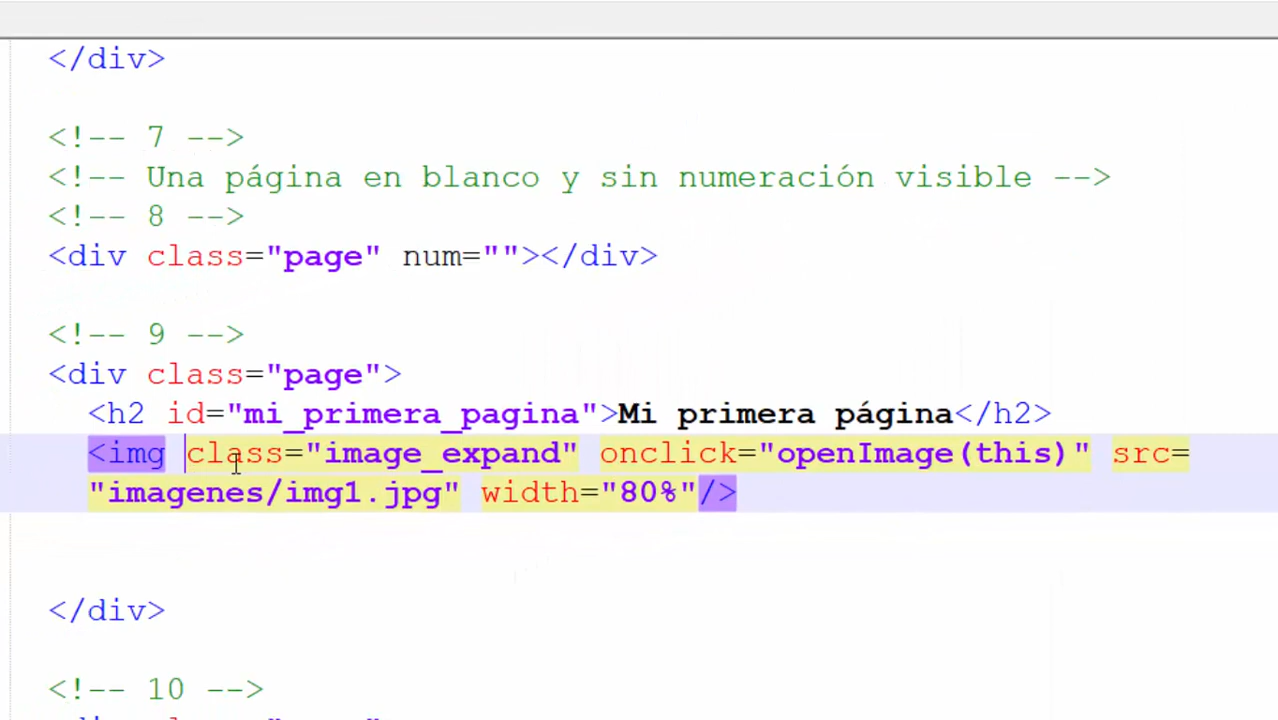 </div>
<!-- 7 -->
<!-- Una página en blanco y sin numeración visible -->
<!-- 8 -->
<div class="page" num=""></div>
<!-- 9 -->
<div class="page">
<h2 id="mi_primera_pagina">Mi primera página</h2>
<img class="image_expand" onclick="openImage(this)" src=
"imagenes/img1.jpg" width="80%"/>
</div>
<!-- 10 -->